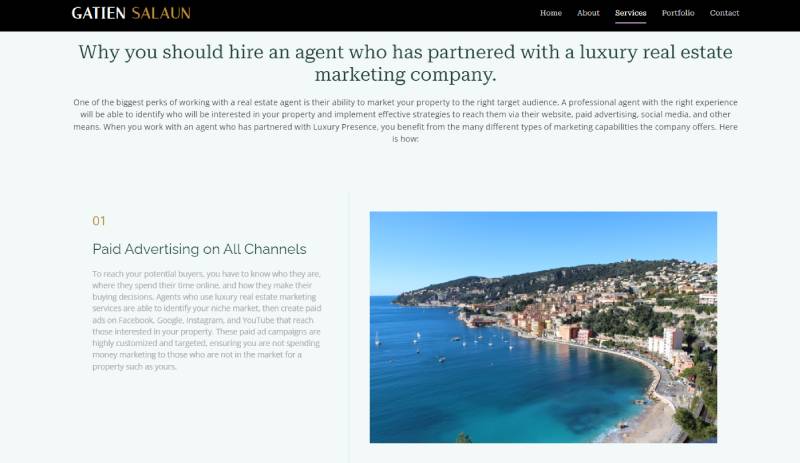 GATIEN SALAUN
Home About Services Portfolio Contact
Why you should hire an agent who has partnered with a luxury real estate
marketing company.
One of the biggest perks of working with a real estate agent is their ability to market your property to the right target audience. A professional agent with the right experience
will be able to identify who will be interested in your property and implement effective strategies to reach them via their website, paid advertising, social media, and other
means. When you work with an agent who has partnered with Luxury Presence, you benefit from the many different types of marketing capabilities the company offers. Here
is how:
01
Paid Advertising on All Channels
To reach your potential buyers, you have to know who they are,
where they spend their time online, and how they make their
buying decisions. Agents who use luxury real estate marketing
services are able to identify your niche market, then create paid
ads on Facebook, Google, Instagram, and YouTube that reach
those interested in your property. These paid ad campaigns are
highly customized and targeted, ensuring you are not spending
money marketing to those who are not in the market for a
property such as yours.